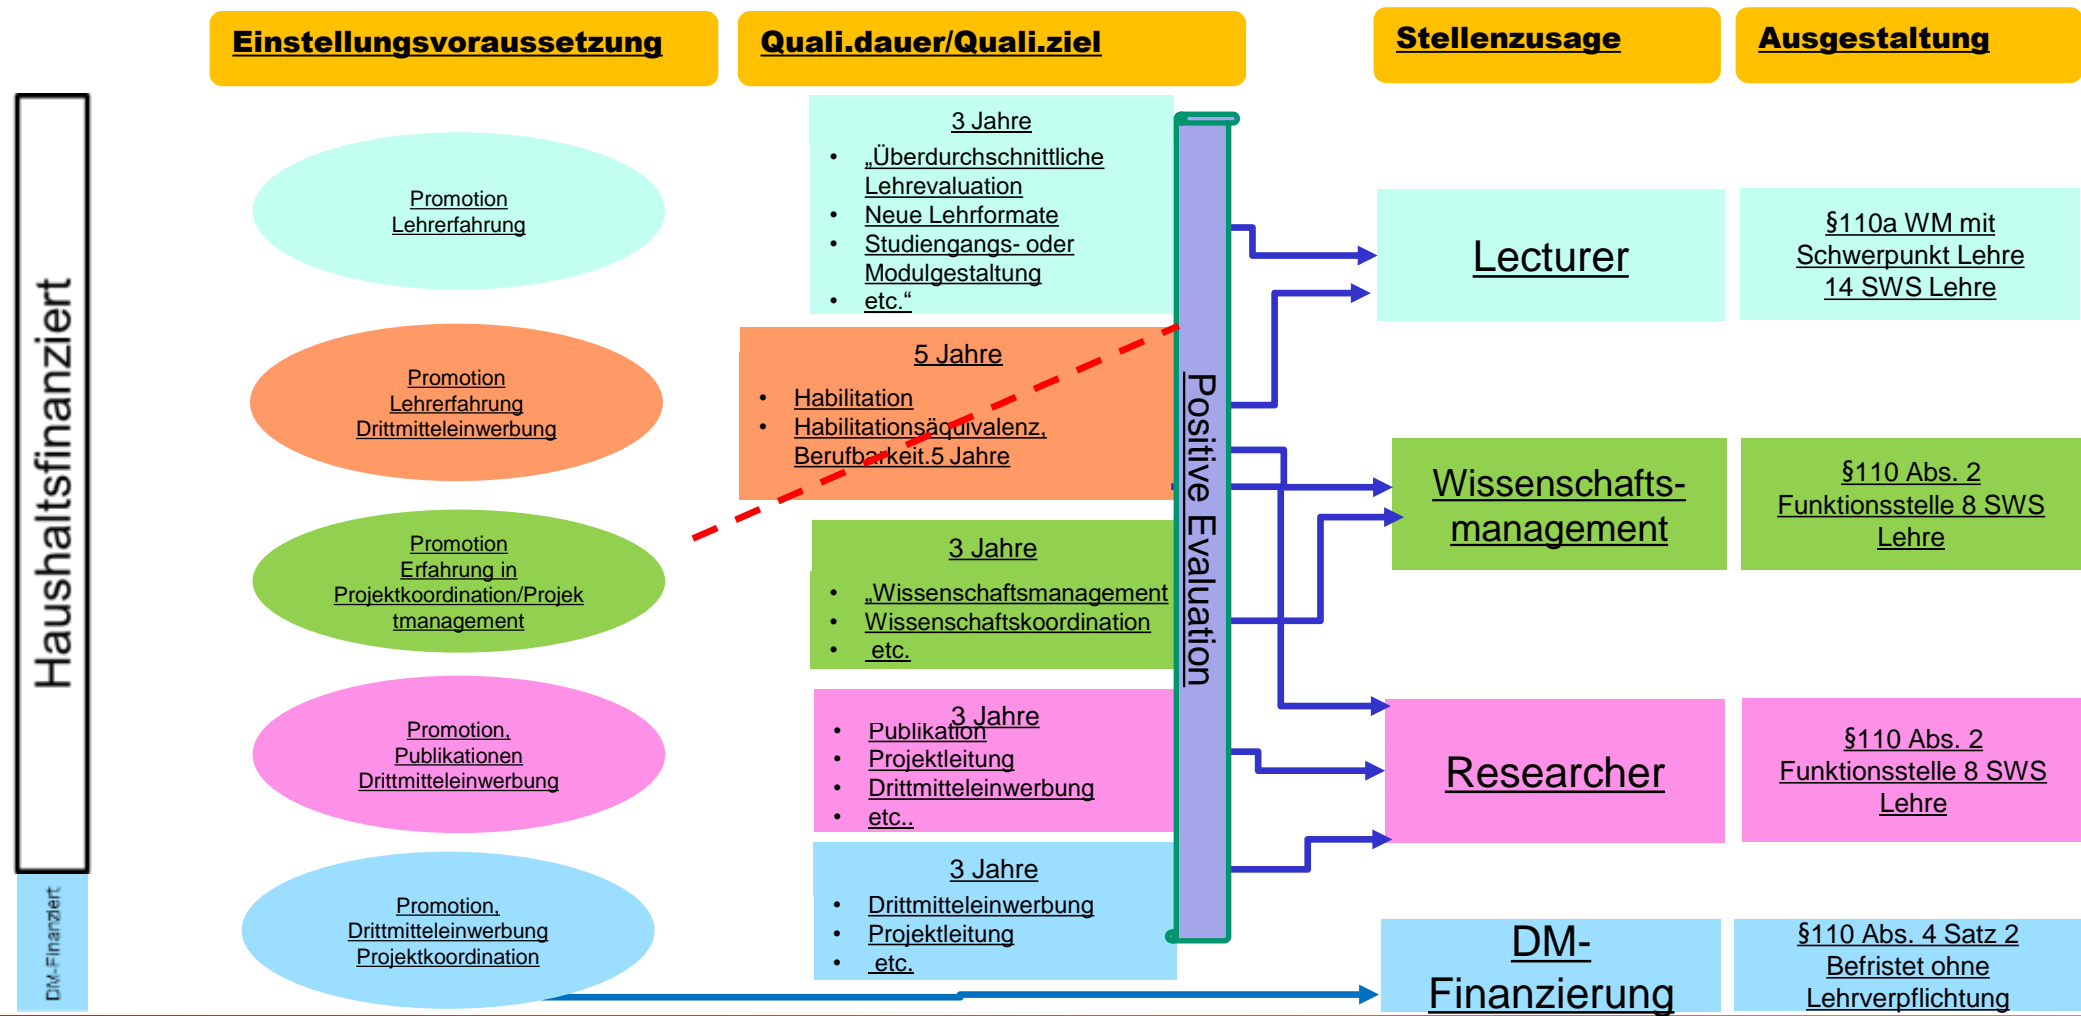 Einstellungsvoraussetzung
Quali.dauer/Quali.ziel
Stellenzusage
Ausgestaltung
Haushaltsfinanziert
Promotion
Lehrerfahrung
3 Jahre
• „Überdurchschnittliche
Lehrevaluation
• Neue Lehrformate
• Studiengangs- oder
Modulgestaltung
• etc.“
Positive Evaluation
Lecturer
§110a WM mit
Schwerpunkt Lehre
14 SWS Lehre
Promotion
Lehrerfahrung
Drittmitteleinwerbung
5 Jahre
• Habilitation
• Habilitationsäquivalenz,
Berufbarkeit.5 Jahre
Promotion
Erfahrung in
Projektkoordination/Projek
tmanagement
3 Jahre
• „Wissenschaftsmanagement
• Wissenschaftskoordination
• etc.
Wissenschafts-
management
§110 Abs. 2
Funktionsstelle 8 SWS
Lehre
Promotion,
Publikationen
Drittmitteleinwerbung
3 Jahre
• Publikation
• Projektleitung
• Drittmitteleinwerbung
• etc..
Researcher
§110 Abs. 2
Funktionsstelle 8 SWS
Lehre
DM-Finanziert
Promotion,
Drittmitteleinwerbung
Projektkoordination
3 Jahre
• Drittmitteleinwerbung
• Projektleitung
• etc.
DM-
Finanzierung
§110 Abs. 4 Satz 2
Befristet ohne
Lehrverpflichtung